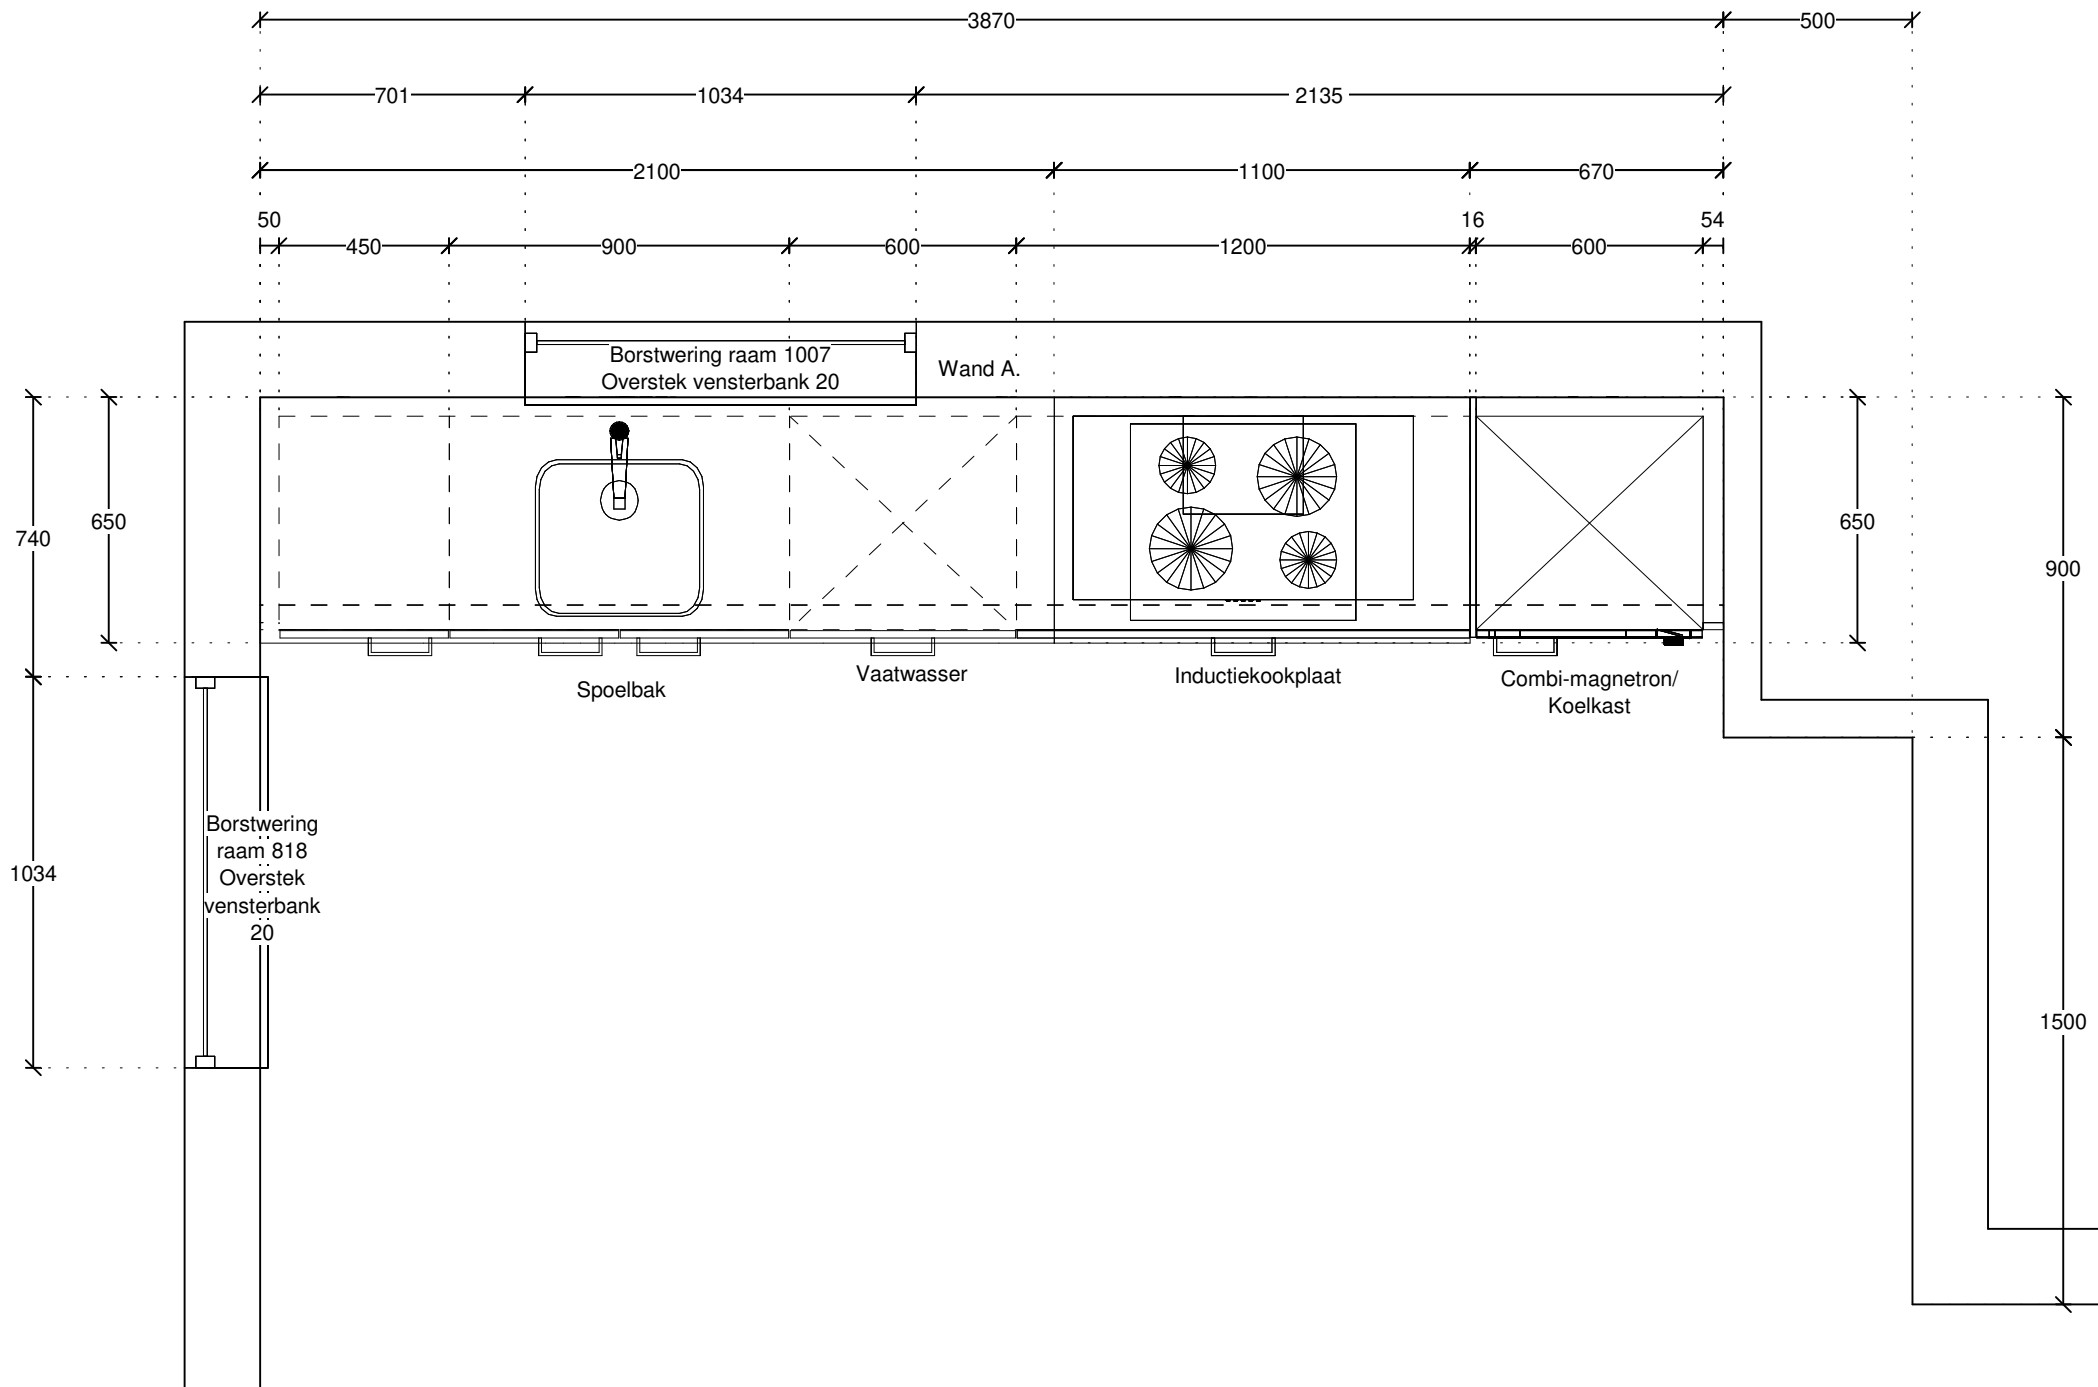 3870
500
701
1034
2135
2100
1100
670
50
16
54
450
900
600
1200
600
Borstwering raam 1007
Overstek vensterbank 20
Wand A.
740
650
650
900
Spoelbak
Vaatwasser
Inductiekookplaat
Combi-magnetron/
Koelkast
1034
Borstwering
raam 818
Overstek
vensterbank
20
1500